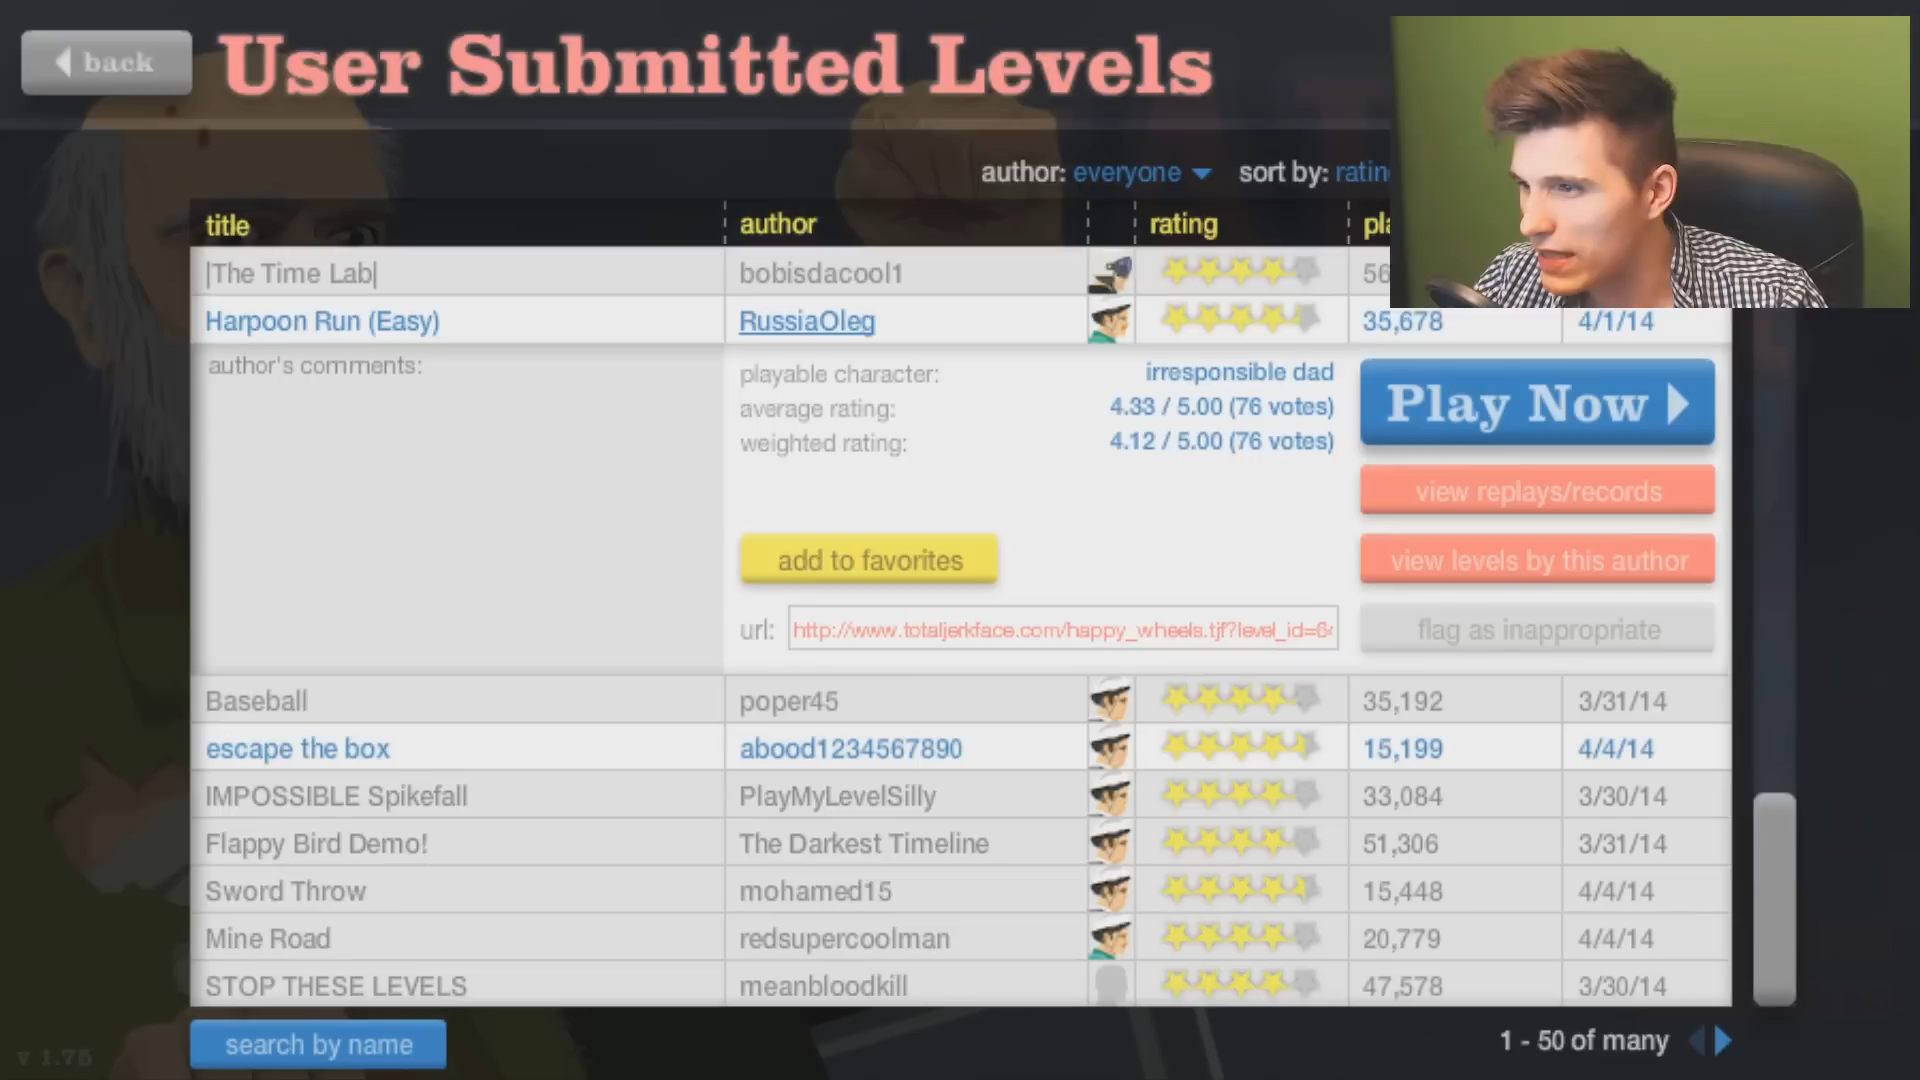 back
User Submitted Levels
author: everyone sort by:
title author rating
|The Time Lab| bobisdacool1
Harpoon Run (Easy) RussiaOleg 35,678 4/1/14
author's comments:
playable character: irresponsible dad
average rating: 4.33 / 5.00 (76 votes)
weighted rating: 4.12 / 5.00 (76 votes)
Play Now
view replays/records
add to favorites
view levels by this author
url: http://www.totaljerkface.com/happy_wheels.tjf?level_id=6
flag as inappropriate
Baseball poper45 35,192 3/31/14
escape the box abood1234567890 15,199 4/4/14
IMPOSSIBLE Spikefall PlayMyLevelSilly 33,084 3/30/14
Flappy Bird Demo! The Darkest Timeline 51,306 3/31/14
Sword Throw mohamed15 15,448 4/4/14
Mine Road redsupercoolman 20,779 4/4/14
STOP THESE LEVELS meanbloodkill 47,578 3/30/14
search by name
1 - 50 of many
v 1.75